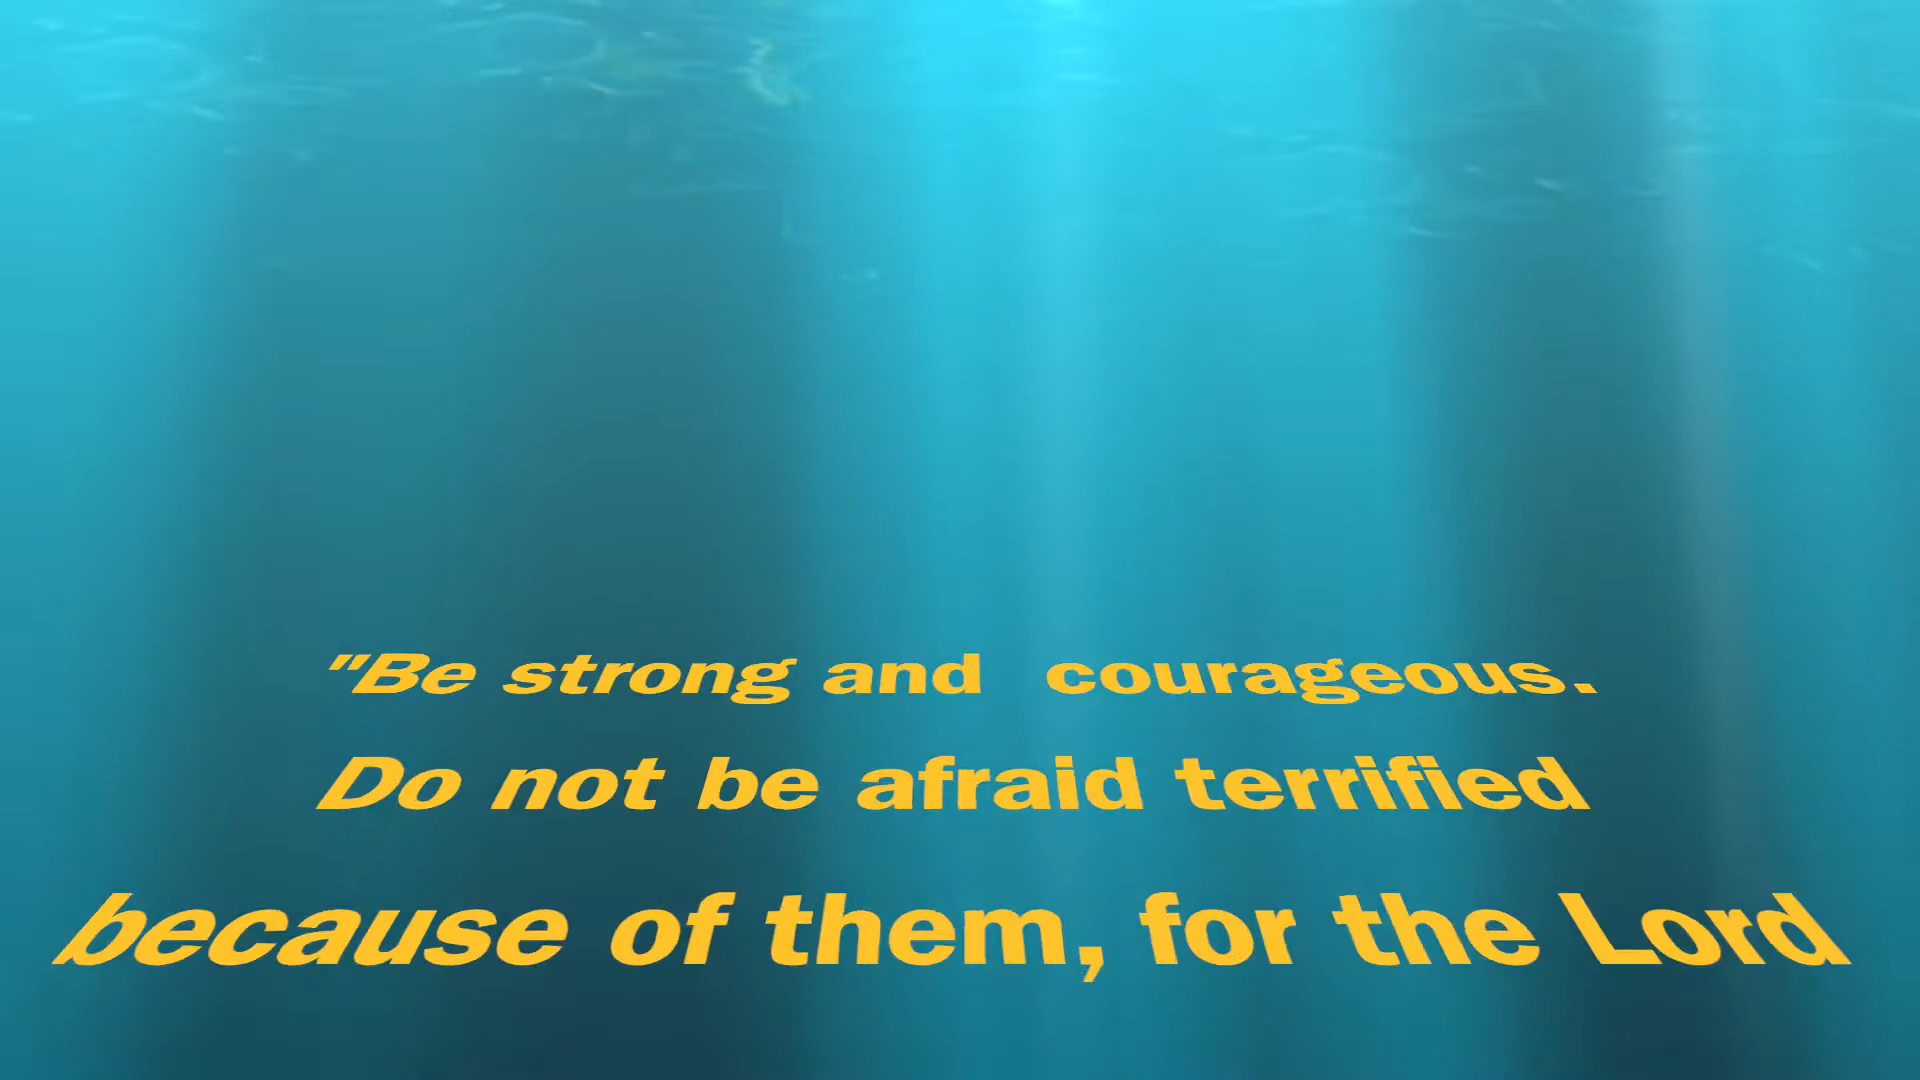 "Be strong and  courageous.
Do not be afraid terrified
because of them, for the Lord